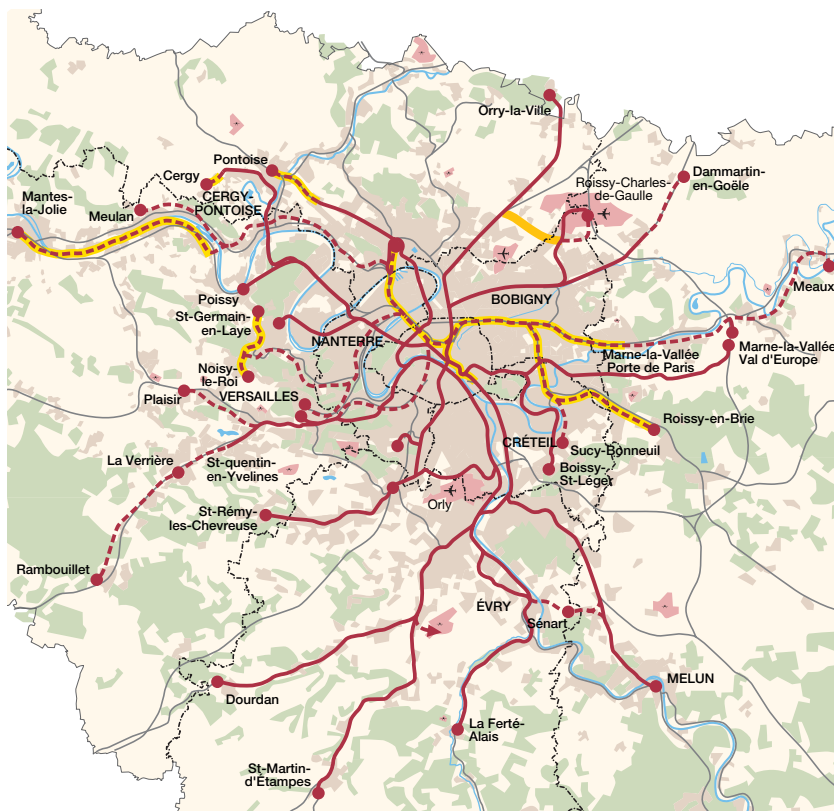 Orry-la-Ville
Pontoise
Cergy
CERGY-
PONTOISE
Mantes-
la-Jolie
Meulan
Roissy-Charles-
de-Gaulle
Dammartin-
en-Goële
Meaux
Poissy
St-Germain-
en-Laye
BOBIGNY
NANTERRE
Marne-la-Vallée
Porte de Paris
Marne-la-Vallée
Val d'Europe
Noisy-
le-Roi
Plaisir
VERSAILLES
Roissy-en-Brie
CRÉTEIL
Sucy-Bonneuil
Boissy-
St-Léger
La Verrière
St-quentin-
en-Yvelines
Orly
St-Rémy-
les-Chevreuse
Rambouillet
ÉVRY
Sénart
MELUN
Dourdan
La Ferté-
Alais
St-Martin-
d'Étampes